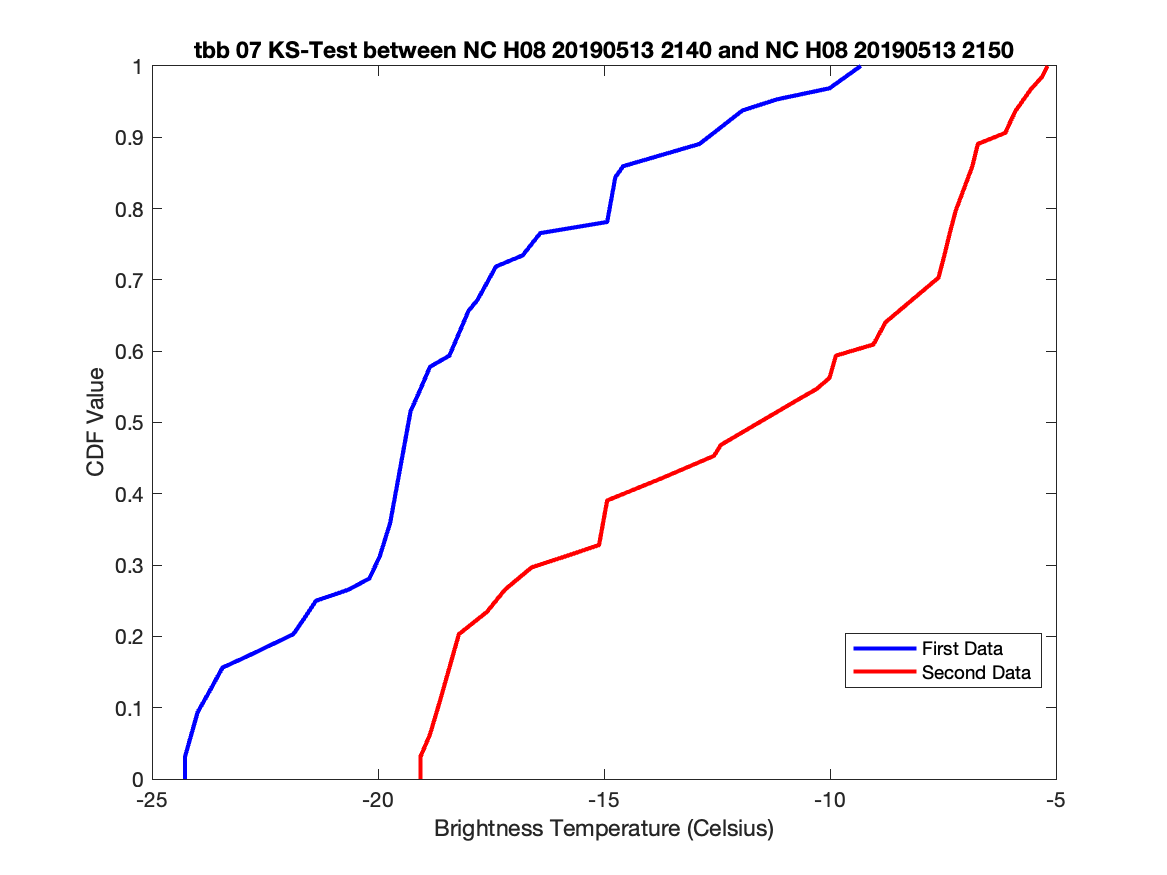 tbb 07 KS-Test between NC H08 20190513 2140 and NC H08 20190513 2150
1
0.9
0.8
0.7
0.6
0.5
0.4
0.3
0.2
0.1
0
CDF Value
First Data
Second Data
-25 -20 -15 -10 -5
Brightness Temperature (Celsius)